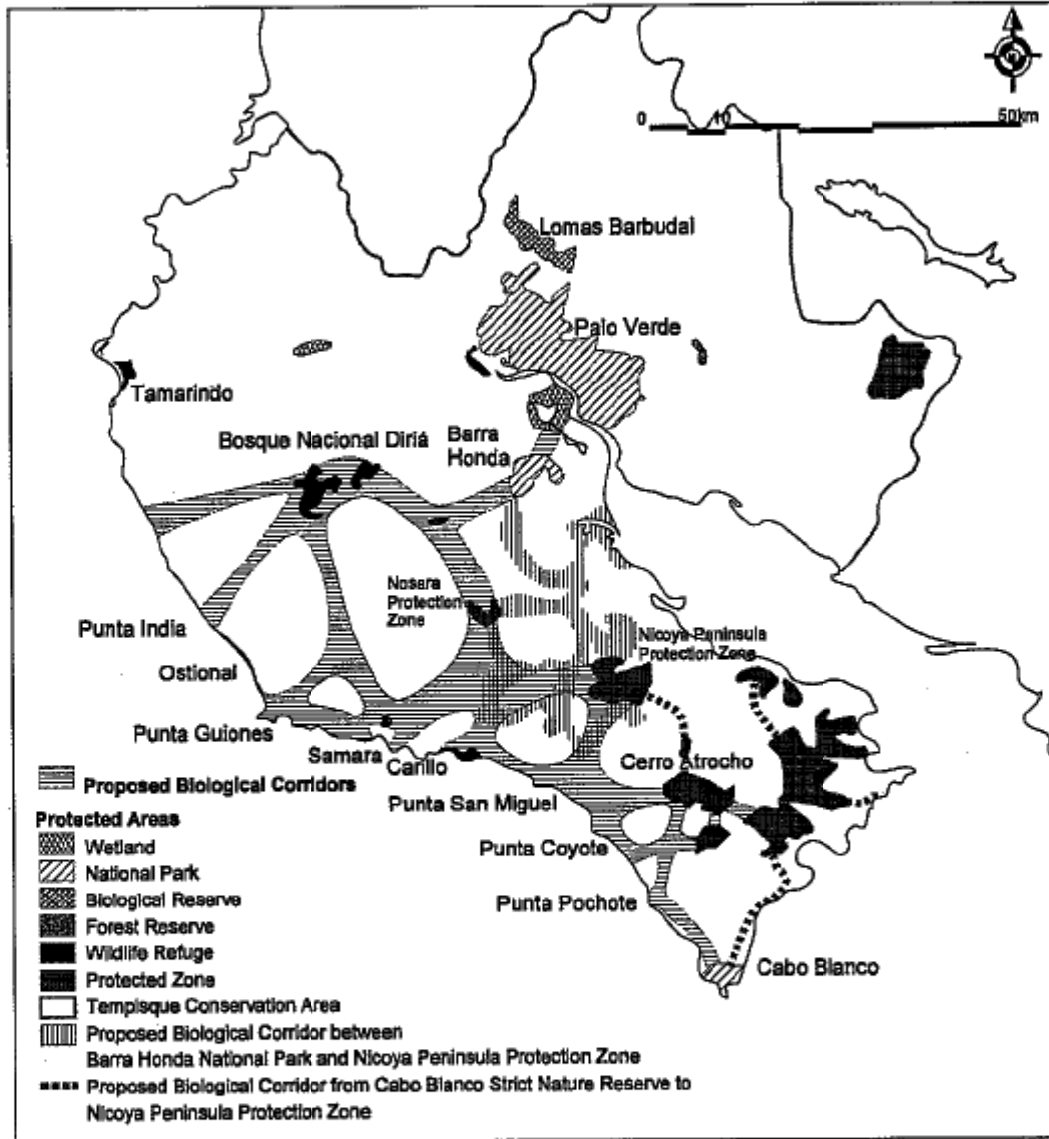 N
0 10 50km
Lomas Barbudal
Palo Verde
Tamarindo
Bosque Nacional Diriá
Barra
Honda
Nosara
Protection
Zone
Punta India
Nicoya Peninsula
Protection Zone
Ostional
Punta Guiones
Samara
Carillo
Cerro Atrocho
Proposed Biological Corridors
Punta San Miguel
Protected Areas
Wetland
Punta Coyote
National Park
Biological Reserve
Punta Pochote
Forest Reserve
Wildlife Refuge
Protected Zone
Cabo Blanco
Tempisque Conservation Area
Proposed Biological Corridor between
Barra Honda National Park and Nicoya Peninsula Protection Zone
Proposed Biological Corridor from Cabo Blanco Strict Nature Reserve to
Nicoya Peninsula Protection Zone